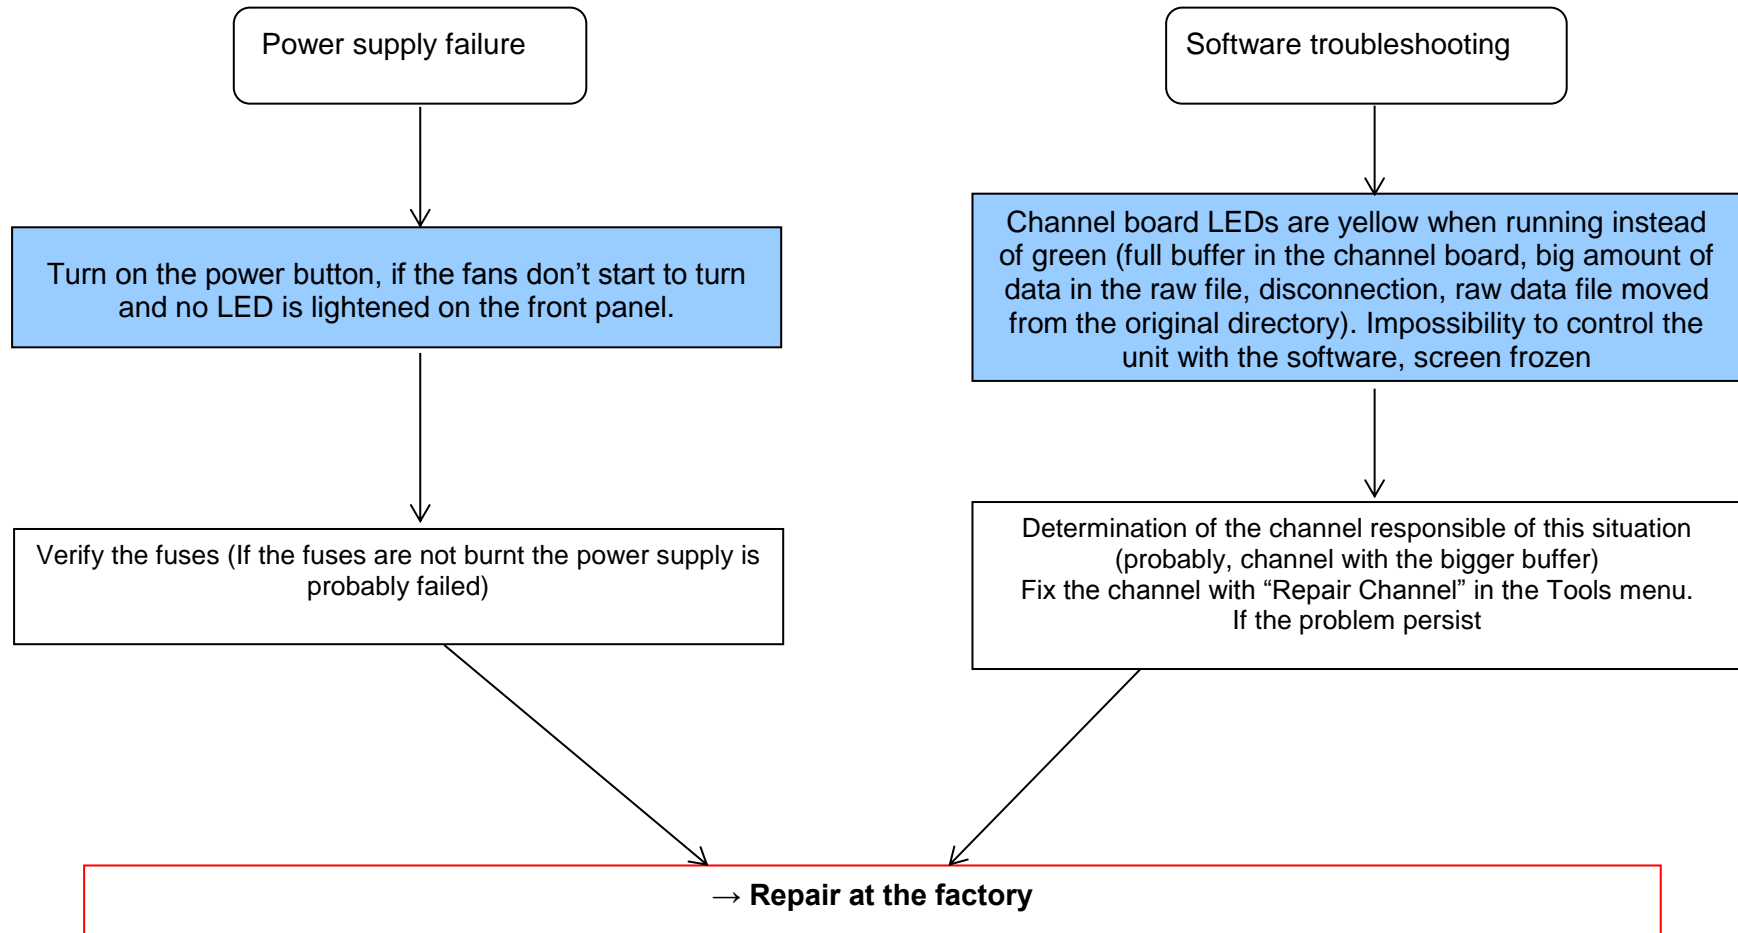 Power supply failure
Software troubleshooting
Turn on the power button, if the fans don’t start to turn
and no LED is lightened on the front panel.
Channel board LEDs are yellow when running instead
of green (full buffer in the channel board, big amount of
data in the raw file, disconnection, raw data file moved
from the original directory). Impossibility to control the
unit with the software, screen frozen
Verify the fuses (If the fuses are not burnt the power supply is
probably failed)
Determination of the channel responsible of this situation
(probably, channel with the bigger buffer)
Fix the channel with “Repair Channel” in the Tools menu.
If the problem persist
→ Repair at the factory